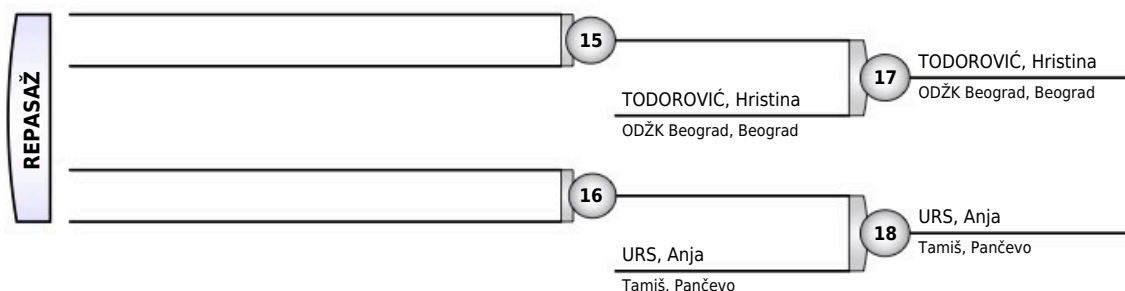 REPASAŽ
15
TODOROVIĆ, Hristina
ODŽK Beograd, Beograd
17
TODOROVIĆ, Hristina
ODŽK Beograd, Beograd
16
URS, Anja
Tamiš, Pančevo
18
URS, Anja
Tamiš, Pančevo